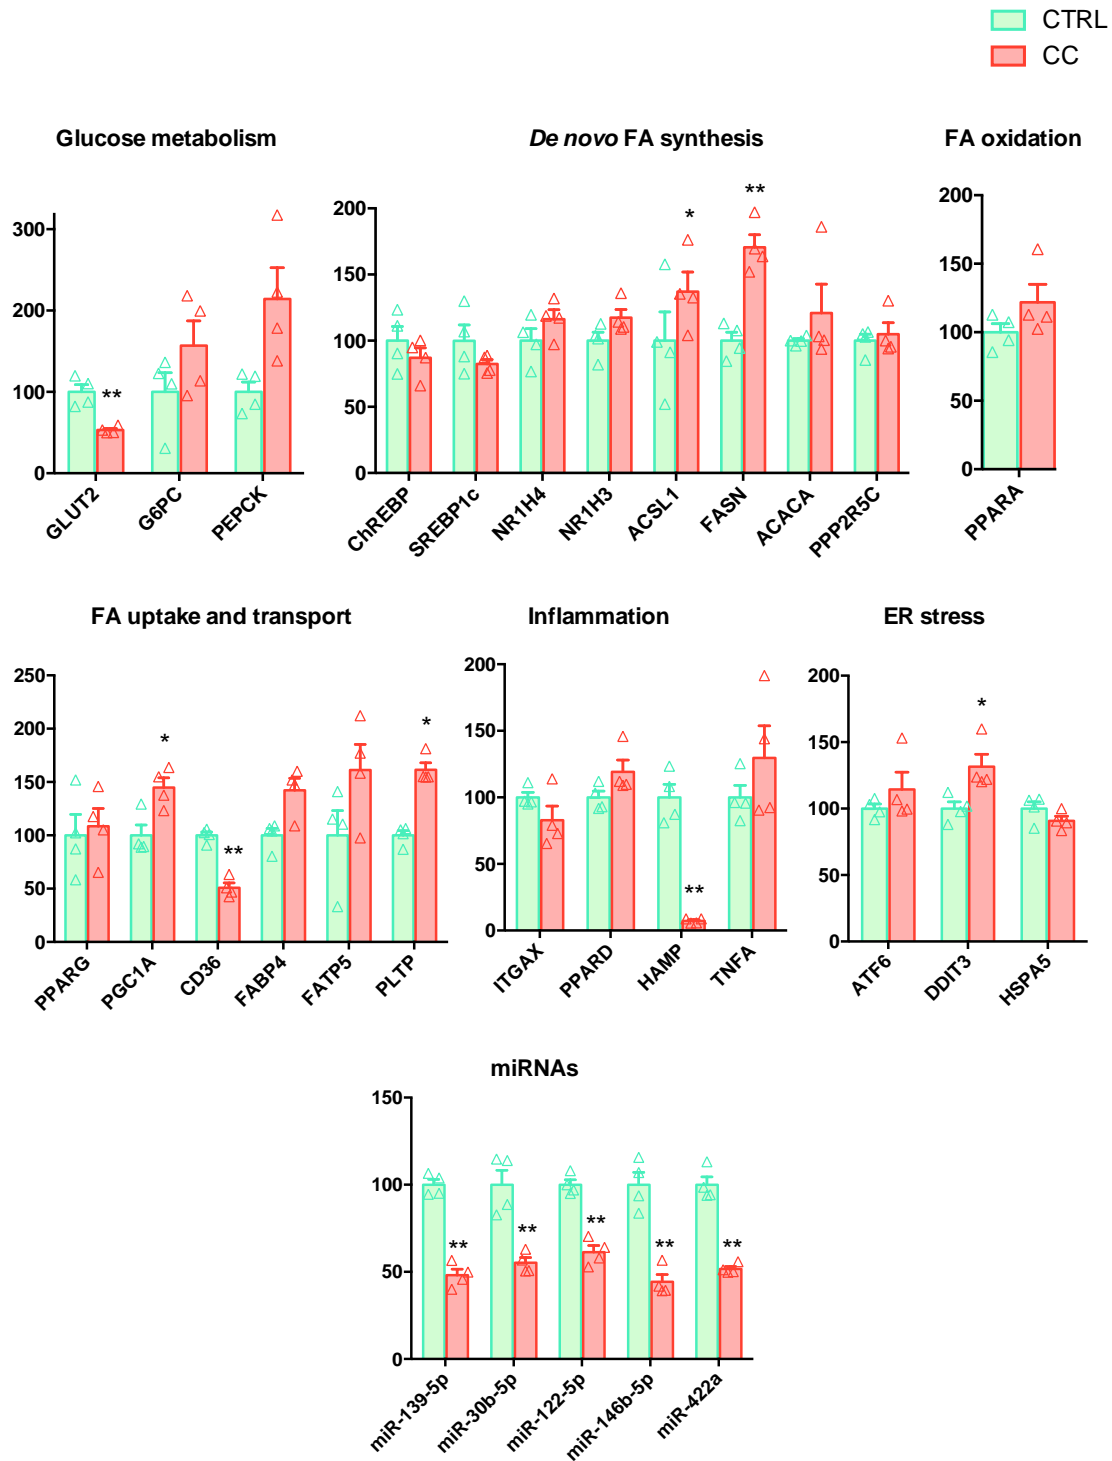 CTRL
CC
Glucose metabolism
De novo FA synthesis
FA oxidation
300
200
100
0
**
GLUT2
G6PC
PEPCK
200
150
100
50
0
*
**
ChREBP
SREBP1c
NR1H4
NR1H3
ACSL1
FASN
ACACA
PPP2R5C
200
150
100
50
0
PPARA
FA uptake and transport
Inflammation
ER stress
250
200
150
100
50
0
*
**
*
PPARG
PGC1A
CD36
FABP4
FATP5
PLTP
200
150
100
50
0
**
ITGAX
PPARD
HAMP
TNFA
200
150
100
50
0
*
ATF6
DDIT3
HSPA5
miRNAs
150
100
50
0
**
**
**
**
**
miR-139-5p
miR-30b-5p
miR-122-5p
miR-146b-5p
miR-422a